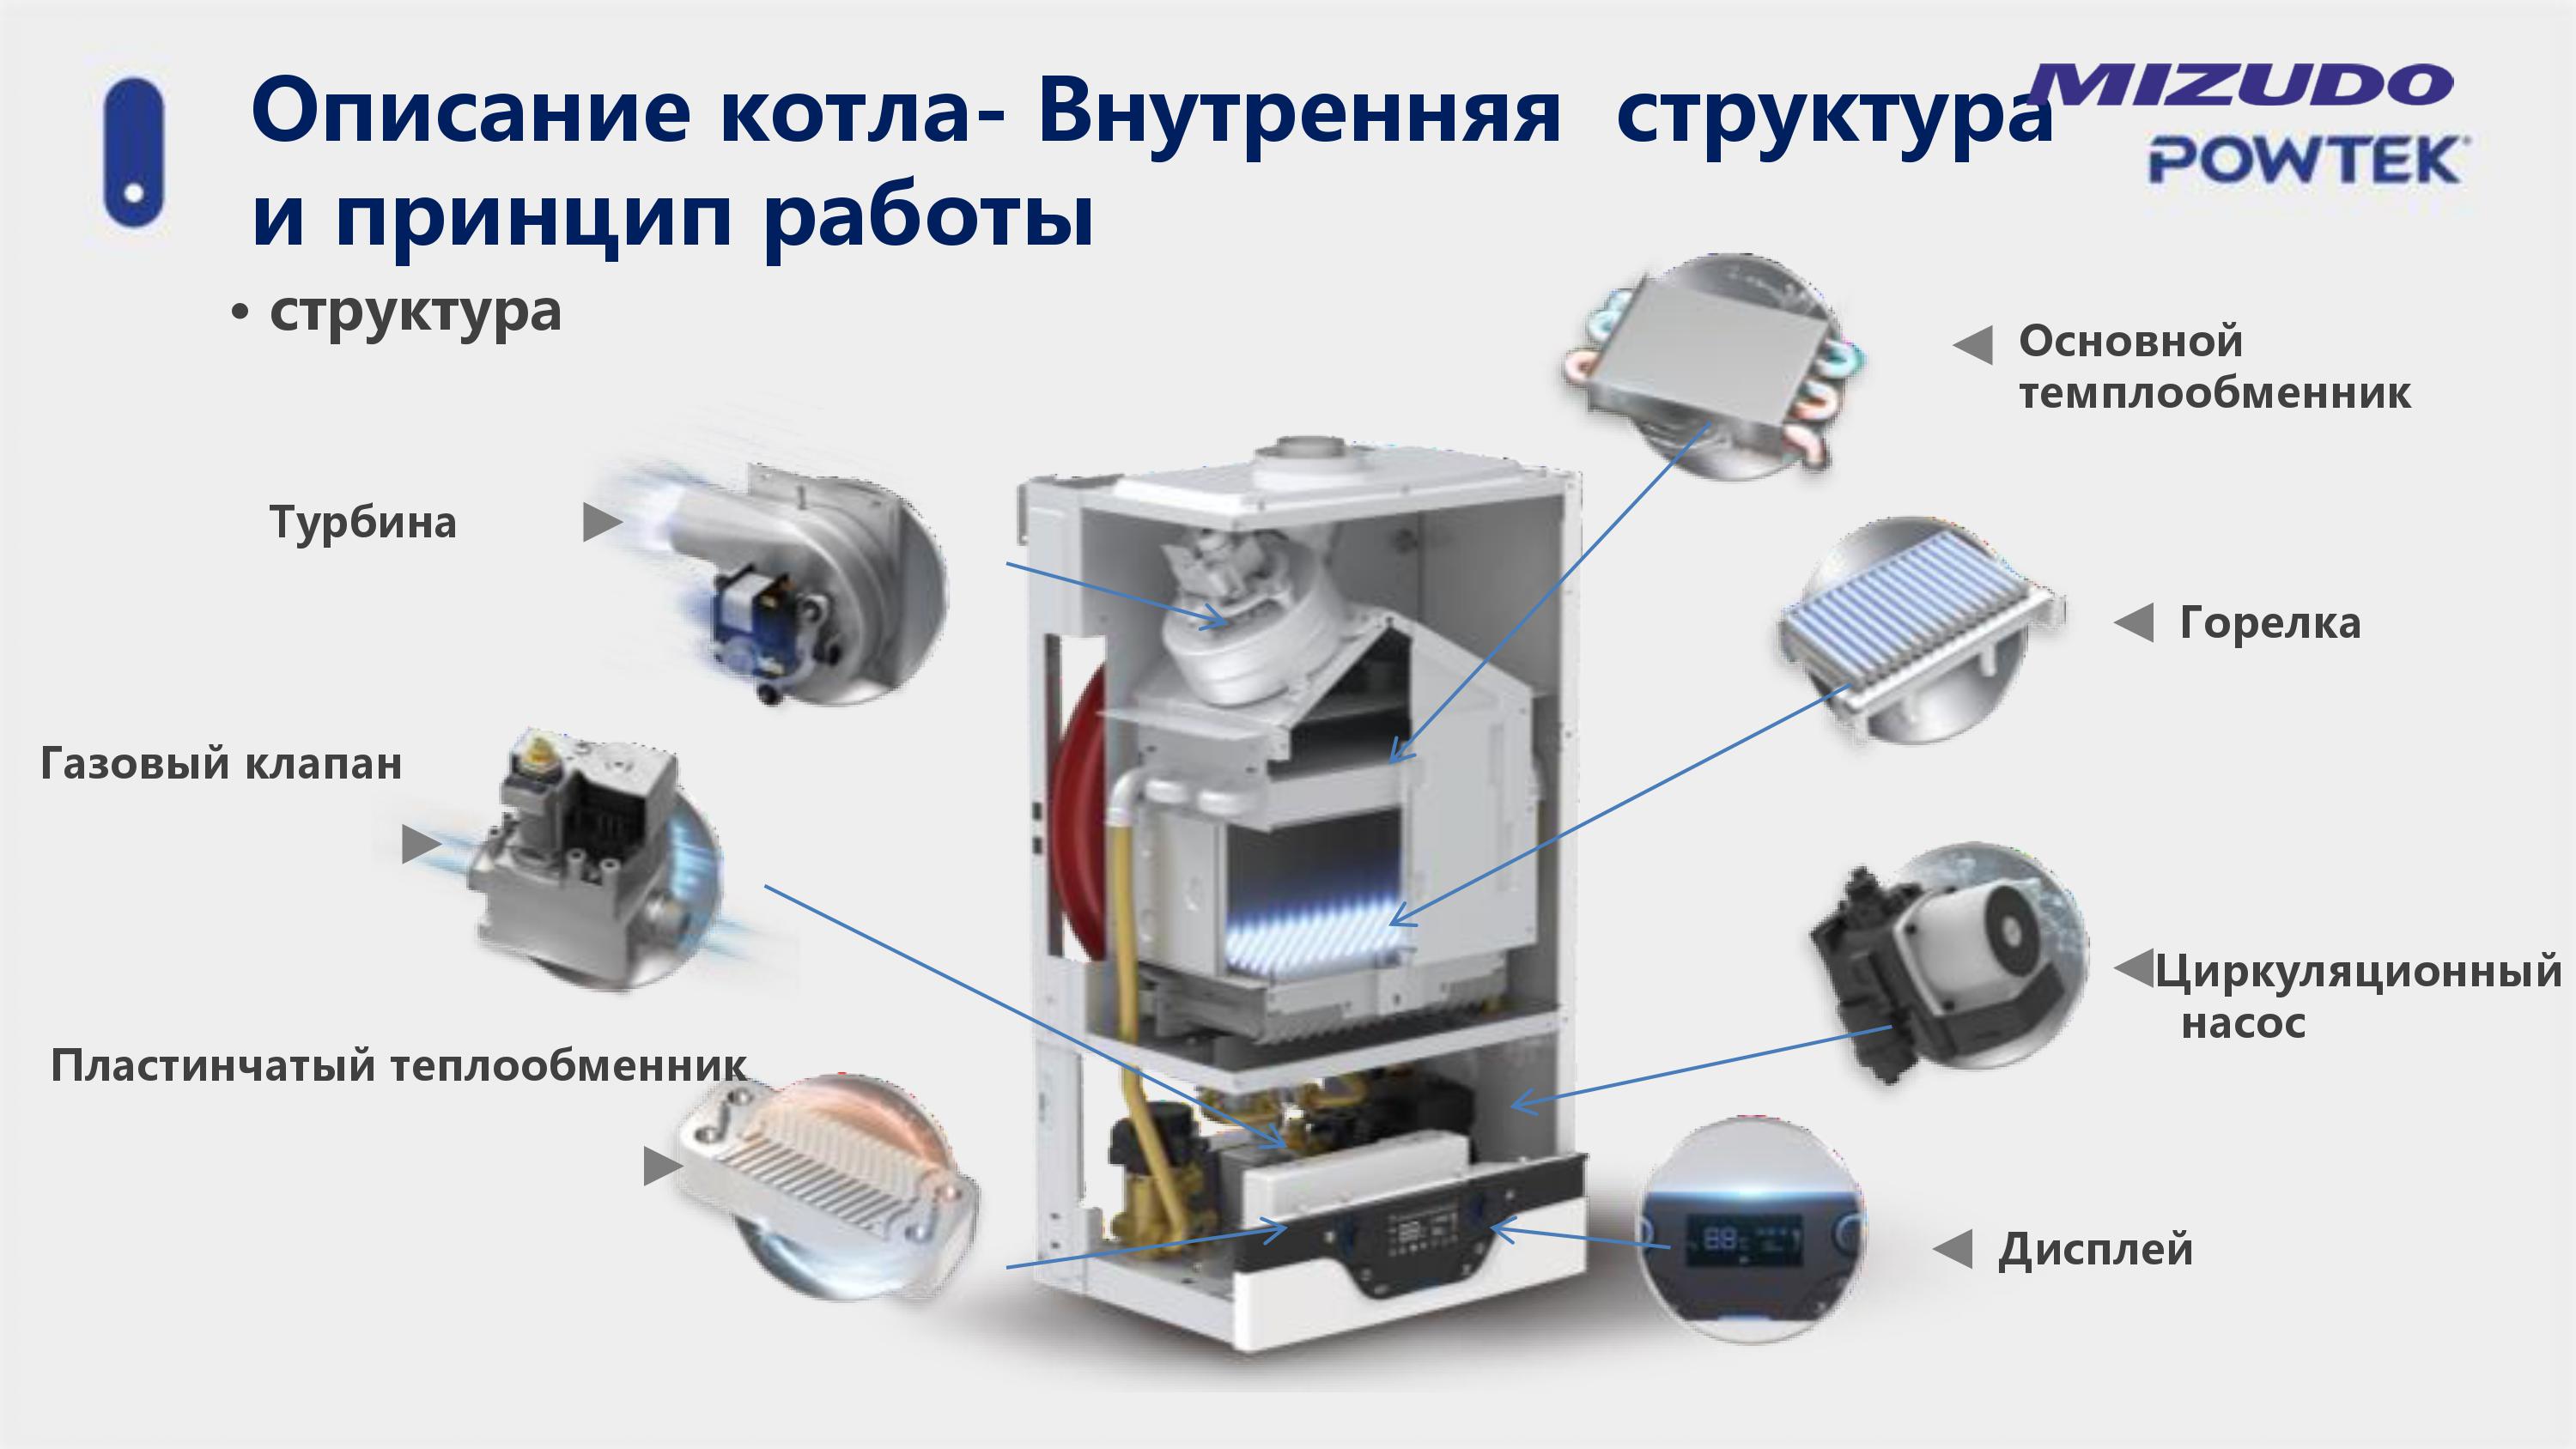 Описание котла- Внутренняя структура
и принцип работы
MIZUDO
POWTEK
• структура
Основной
темплообменник
Турбина
Горелка
Газовый клапан
Циркуляционный
насос
Пластинчатый теплообменник
Дисплей